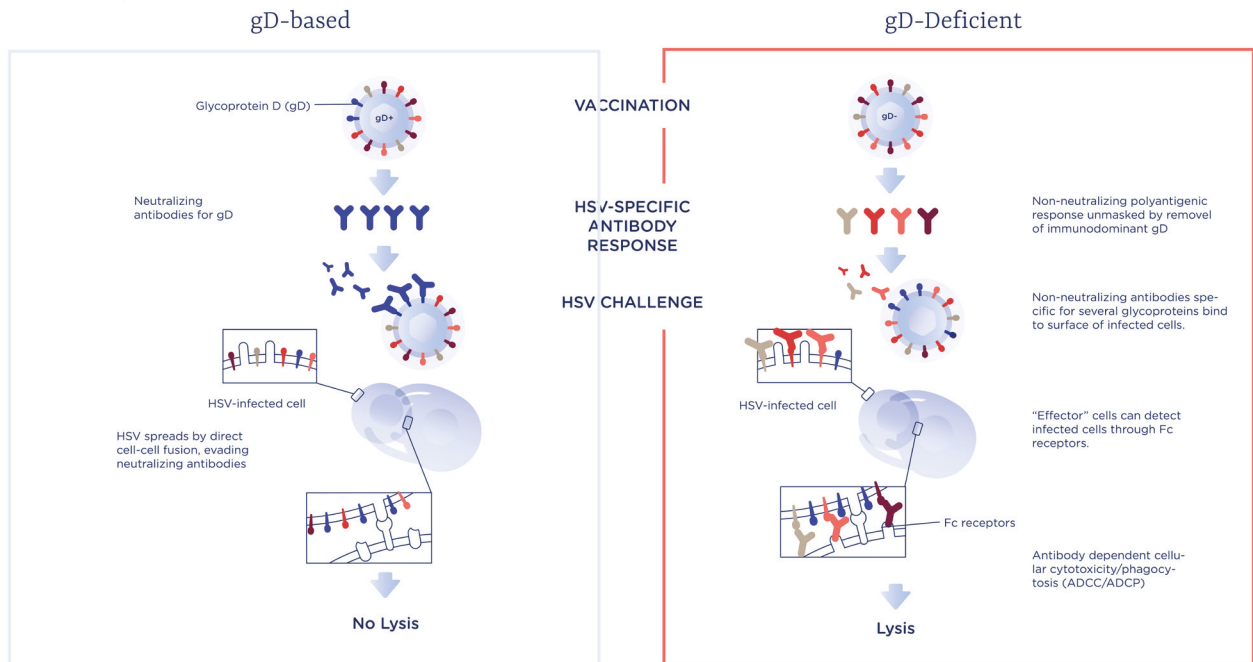 gD-based
gD-Deficient
VACCINATION
Glycoprotein D (gD)
gD+
gD-
Neutralizing
antibodies for gD
HSV-SPECIFIC
ANTIBODY
RESPONSE
Non-neutralizing polyantigenic
response unmasked by removel
of immunodominant gD
HSV CHALLENGE
Non-neutralizing antibodies spe-
cific for several glycoproteins bind
to surface of infected cells.
HSV-infected cell
HSV-infected cell
HSV spreads by direct
cell-cell fusion, evading
neutralizing antibodies
“Effector” cells can detect
infected cells through Fc
receptors.
Fc receptors
Antibody dependent cellu-
lar cytotoxicity/phagocy-
tosis (ADCC/ADCP)
No Lysis
Lysis